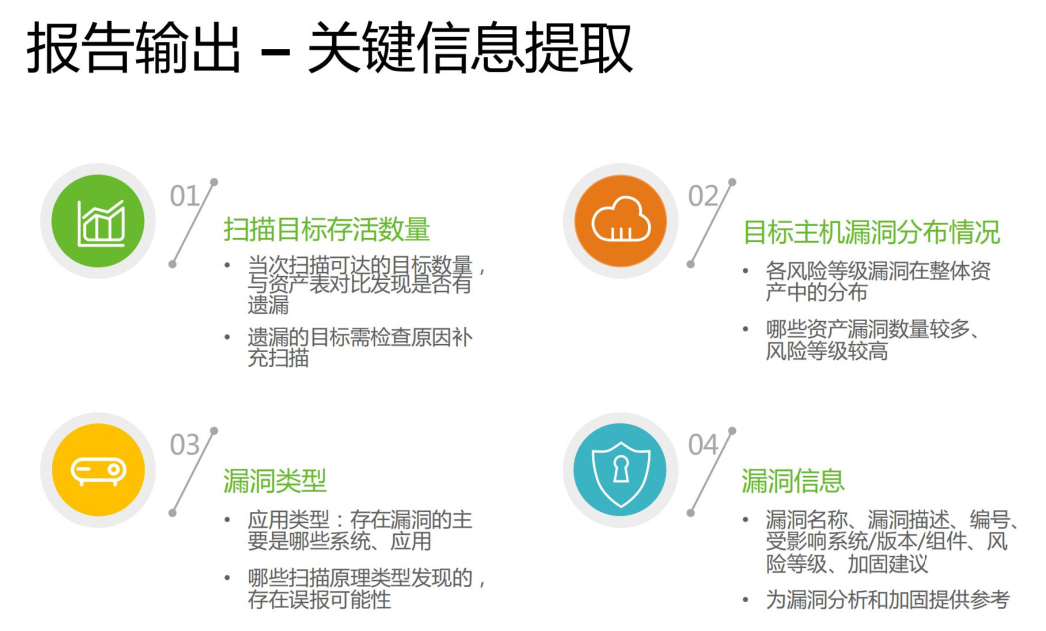 报告输出 – 关键信息提取
01
扫描目标存活数量
• 当次扫描可达的目标数量，
与资产表对比发现是否有
遗漏
• 遗漏的目标需检查原因补
充扫描
02
目标主机漏洞分布情况
• 各风险等级漏洞在整体资
产中的分布
• 哪些资产漏洞数量较多、
风险等级较高
03
漏洞类型
• 应用类型：存在漏洞的主
要是哪些系统、应用
• 哪些扫描原理类型发现的，
存在误报可能性
04
漏洞信息
• 漏洞名称、漏洞描述、编号、
受影响系统/版本/组件、风
险等级、加固建议
• 为漏洞分析和加固提供参考